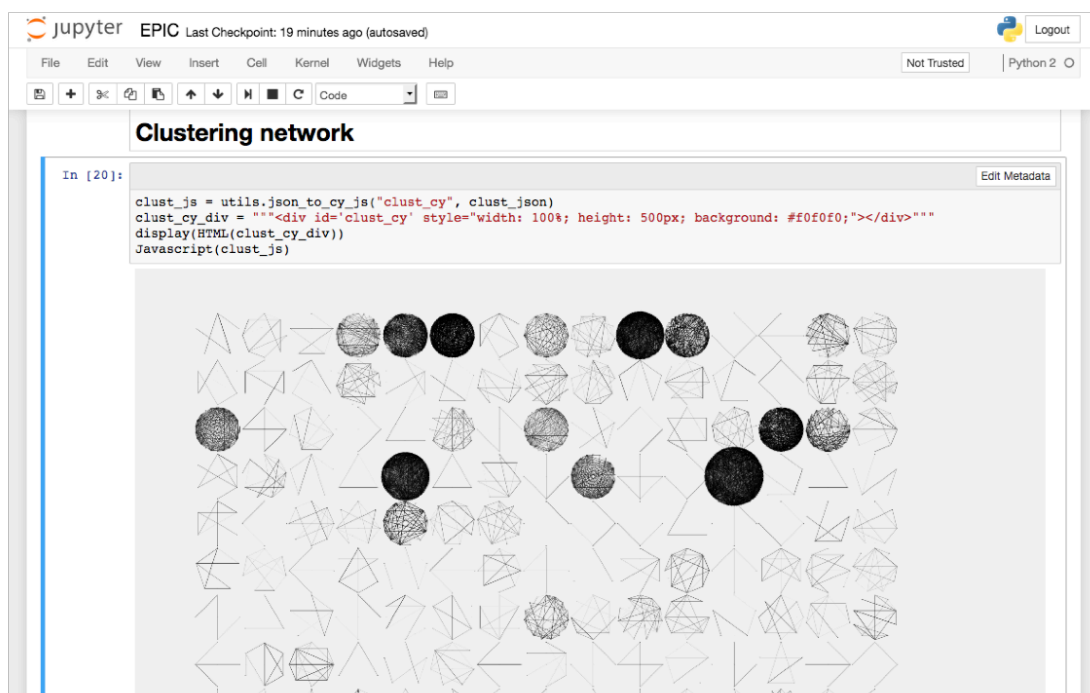 jupyter EPIC Last Checkpoint: 19 minutes ago (autosaved) Logout
File Edit View Insert Cell Kernel Widgets Help Not Trusted Python 2
Code
Clustering network
In [20]:
Edit Metadata
clust_js = utils.json_to_cy_js("clust_cy", clust_json)
clust_cy_div = """<div id='clust_cy' style="width: 100%; height: 500px; background: #f0f0f0;"></div>"""
display(HTML(clust_cy_div))
Javascript(clust_js)